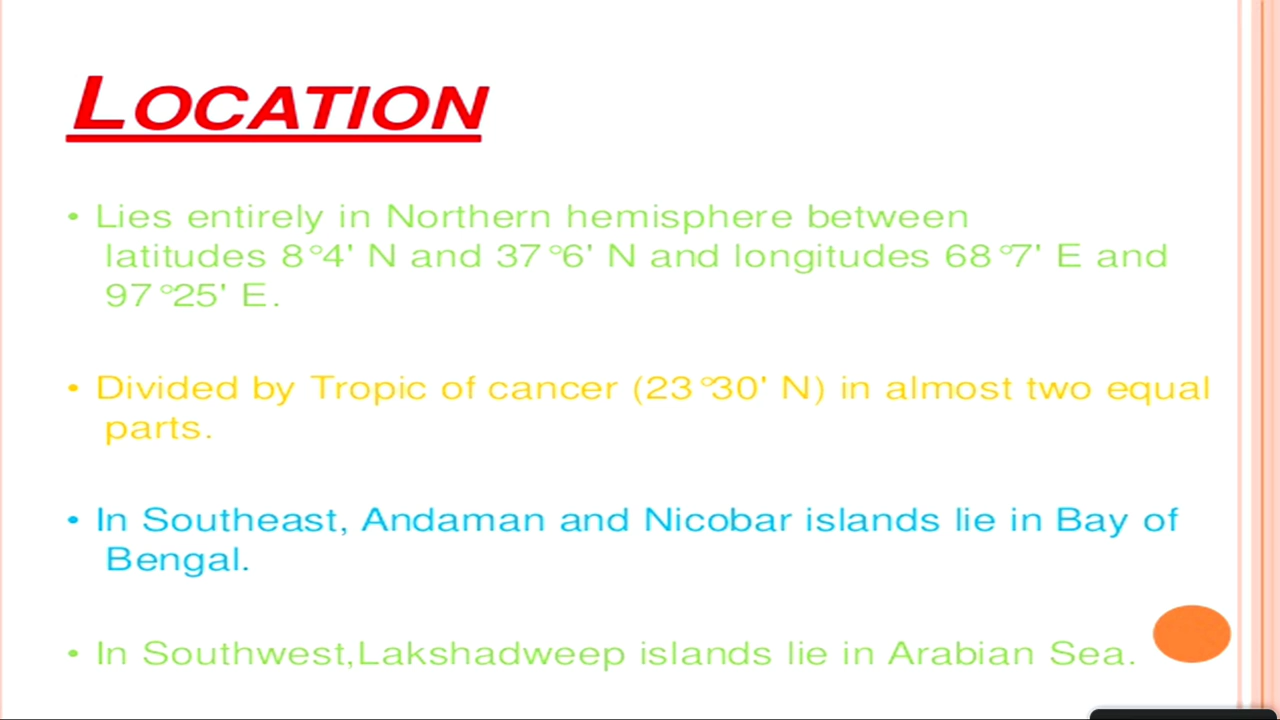 LOCATION
• Lies entirely in Northern hemisphere between
latitudes 8°4' N and 37°6' N and longitudes 68°7' E and
97°25' E.
• Divided by Tropic of cancer (23°30' N) in almost two equal
parts.
• In Southeast, Andaman and Nicobar islands lie in Bay of
Bengal.
• In Southwest,Lakshadweep islands lie in Arabian Sea.